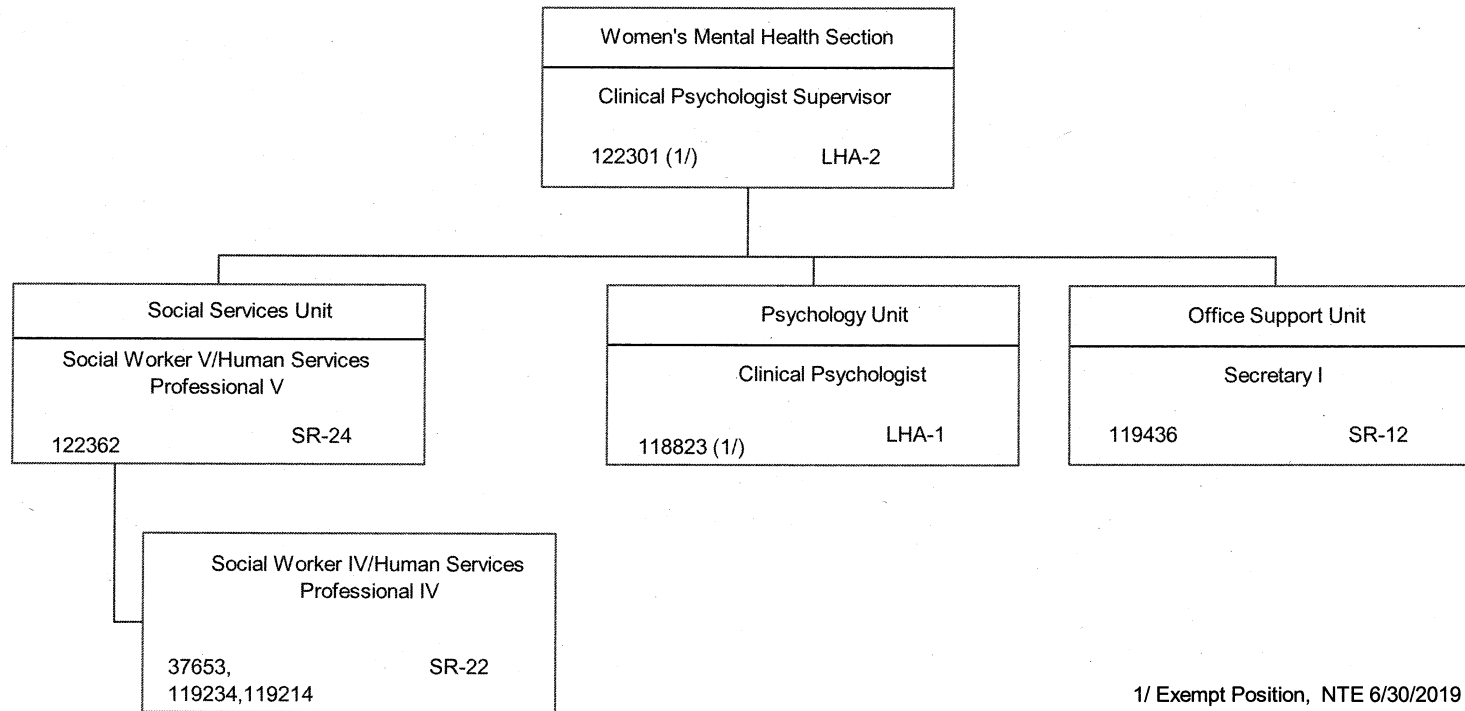 Women's Mental Health Section
Clinical Psychologist Supervisor
122301 (1/) LHA-2
Social Services Unit
Social Worker V/Human Services
Professional V
122362 SR-24
Psychology Unit
Clinical Psychologist
118823 (1/) LHA-1
Office Support Unit
Secretary I
119436 SR-12
Social Worker IV/Human Services
Professional IV
37653, SR-22
119234,119214
1/ Exempt Position, NTE 6/30/2019